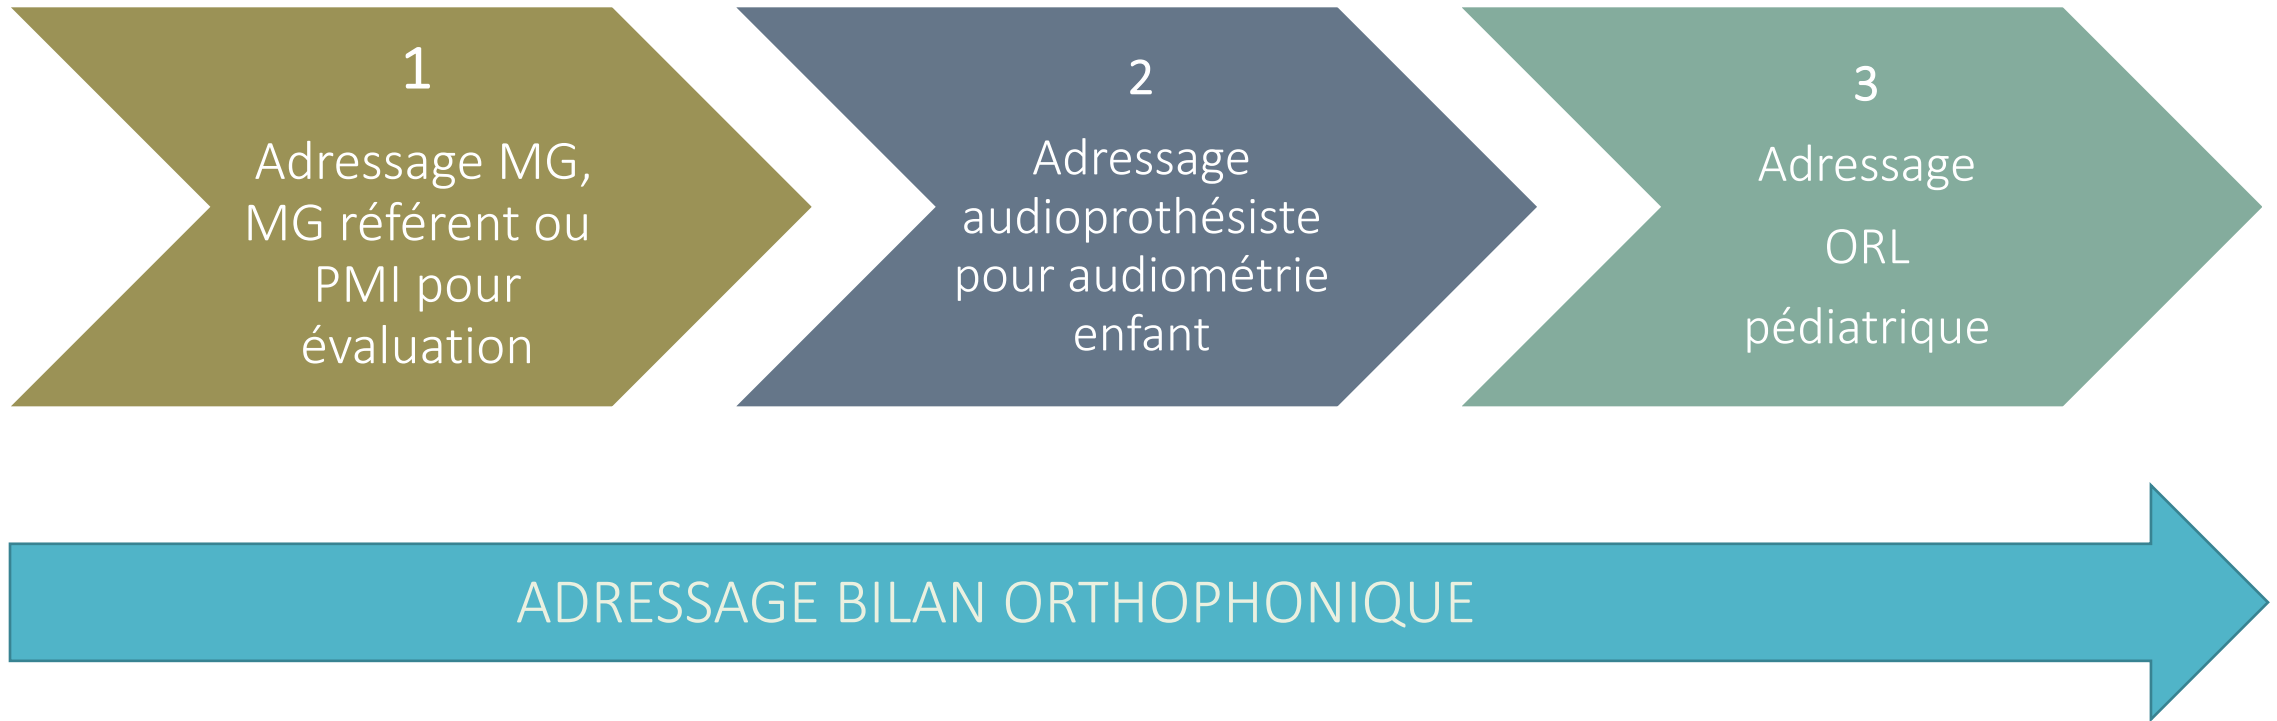 1
Adressage MG,
MG référent ou
PMI pour
évaluation
2
Adressage
audioprothésiste
pour audiométrie
enfant
3
Adressage
ORL
pédiatrique
ADRESSAGE BILAN ORTHOPHONIQUE